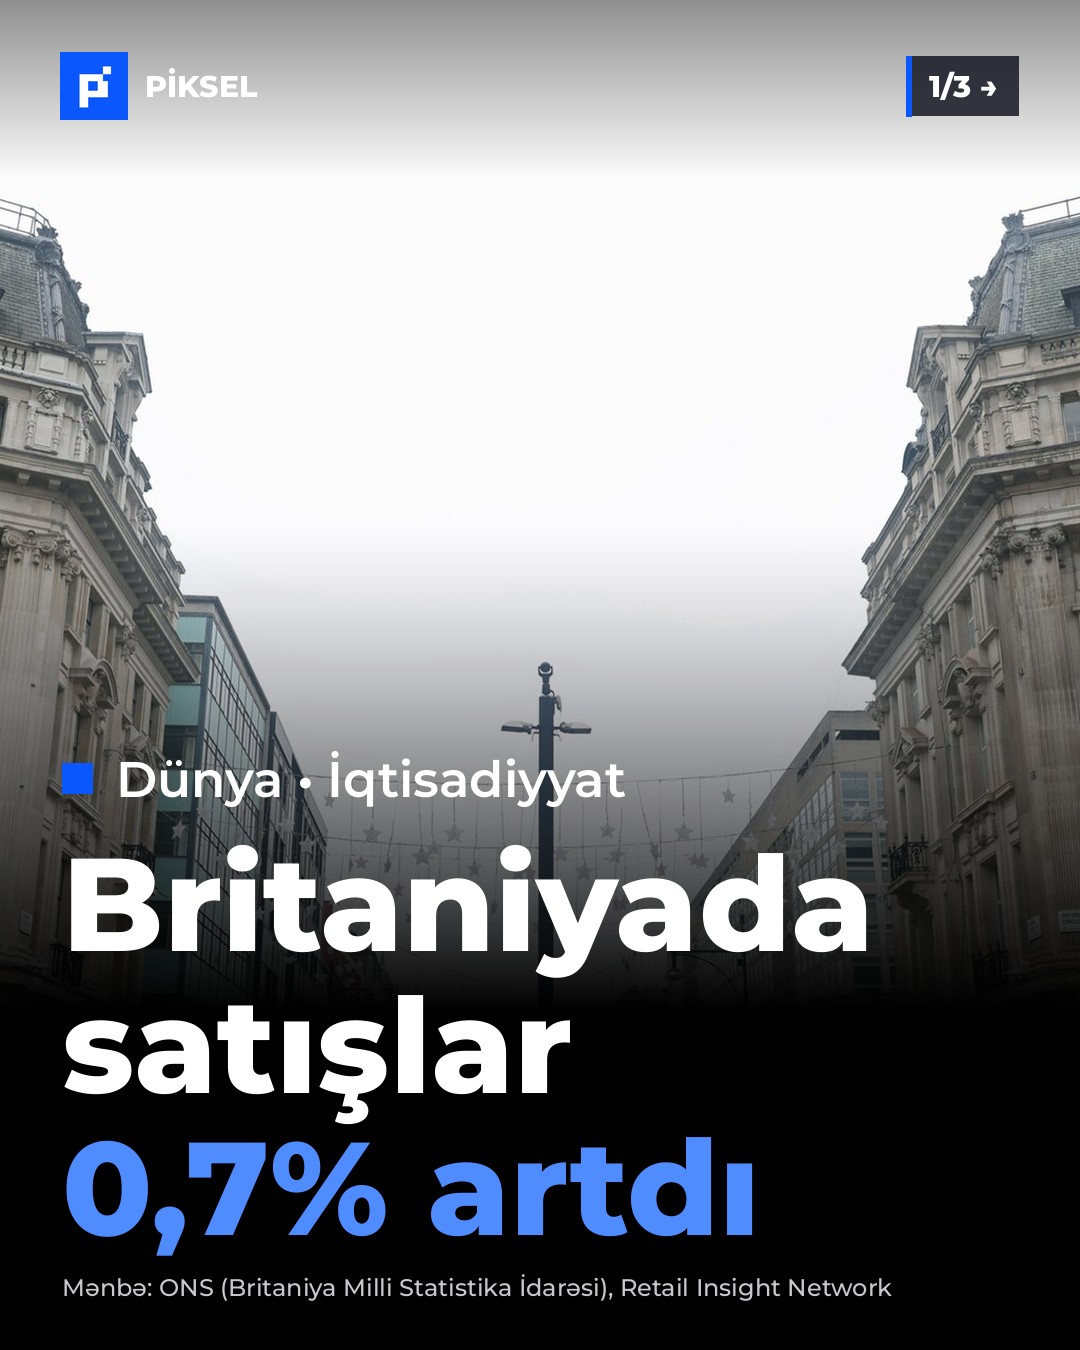 PİKSEL
1/3 →
Dünya • İqtisadiyyat
Britaniyada
satışlar
0,7% artdı
Mənbə: ONS (Britaniya Milli Statistika İdarəsi), Retail Insight Network